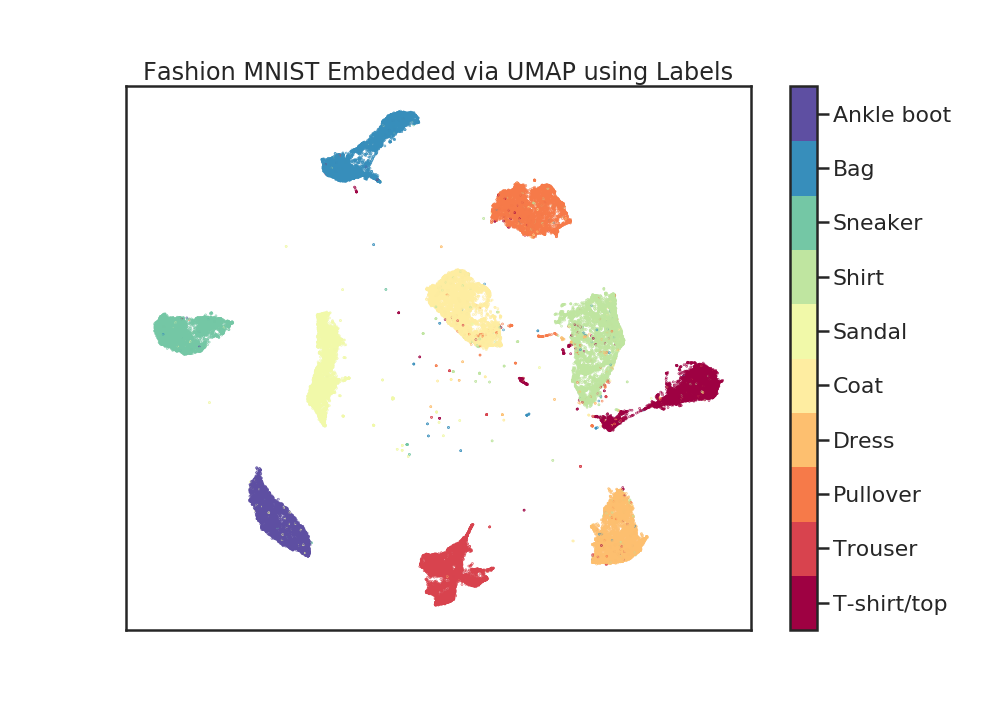 Fashion MNIST Embedded via UMAP using Labels
Ankle boot
Bag
Sneaker
Shirt
Sandal
Coat
Dress
Pullover
Trouser
T-shirt/top